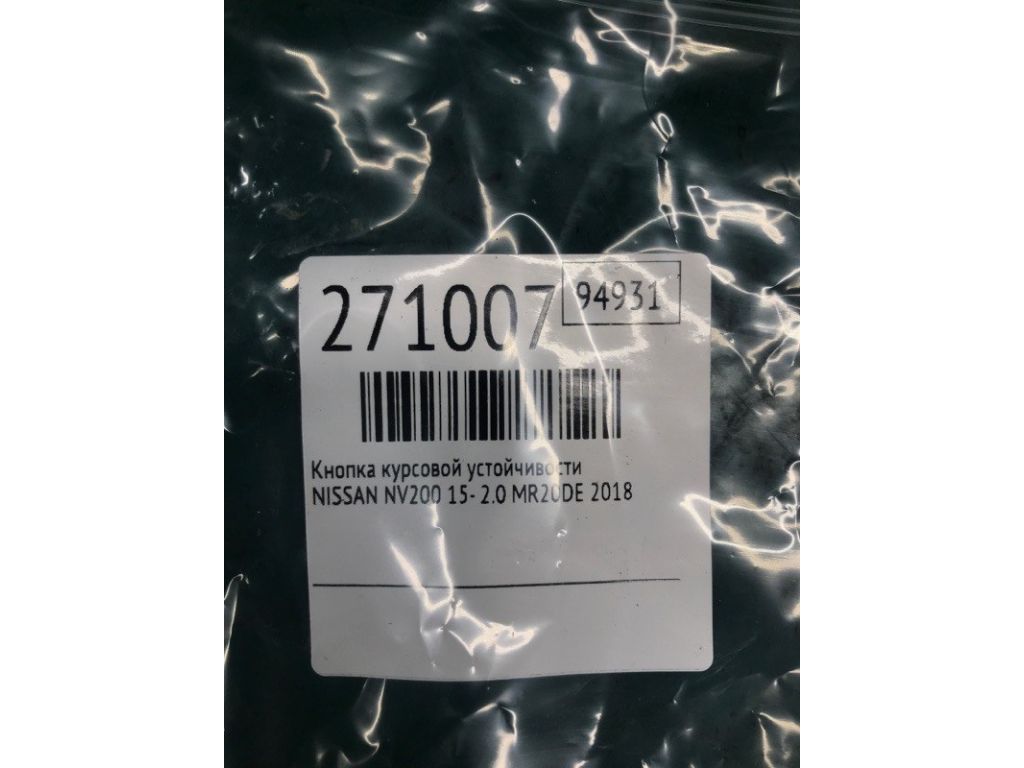 271007
94931
Кнопка курсовой устойчивости
NISSAN NV200 15- 2.0 MR20DE 2018